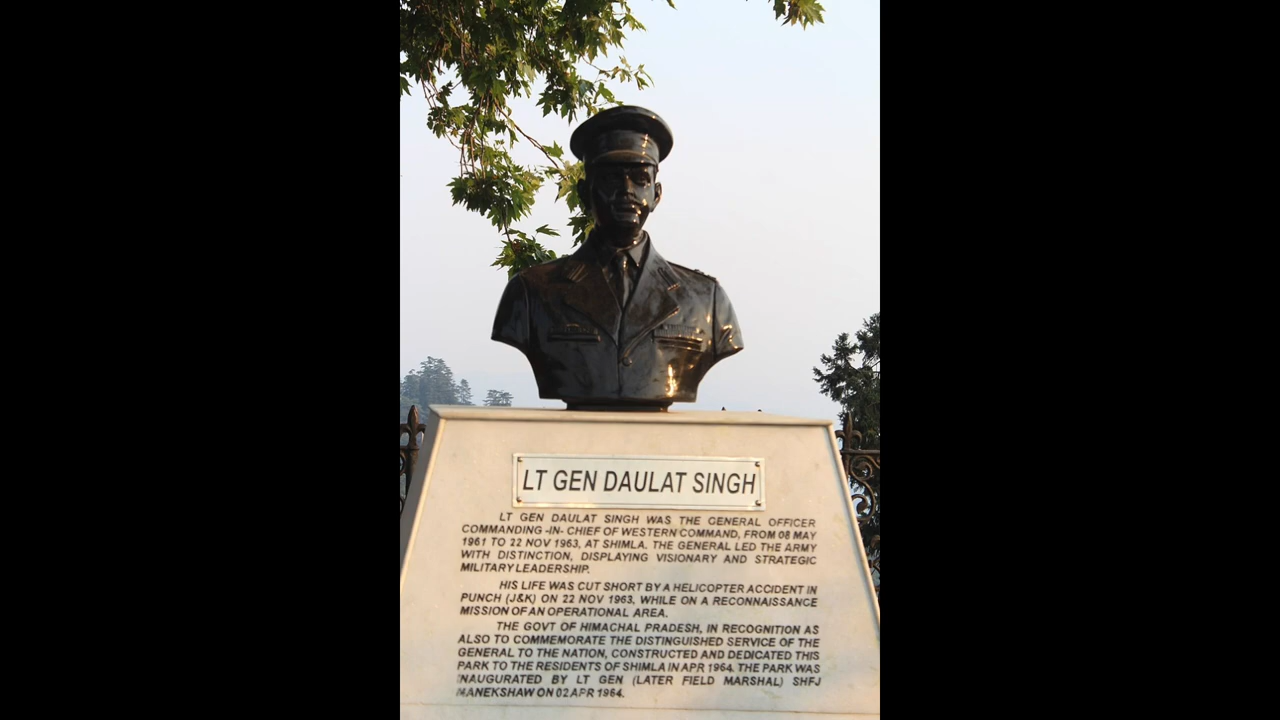 LT GEN DAULAT SINGH
LT GEN DAULAT SINGH WAS THE GENERAL OFFICER
COMMANDING -IN- CHIEF OF WESTERN COMMAND, FROM 08 MAY
1961 TO 22 NOV 1963, AT SHIMLA. THE GENERAL LED THE ARMY
WITH DISTINCTION, DISPLAYING VISIONARY AND STRATEGIC
MILITARY LEADERSHIP.
HIS LIFE WAS CUT SHORT BY A HELICOPTER ACCIDENT IN
PUNCH (J&K) ON 22 NOV 1963, WHILE ON A RECONNAISSANCE
MISSION OF AN OPERATIONAL AREA.
THE GOVT OF HIMACHAL PRADESH, IN RECOGNITION AS
ALSO TO COMMEMORATE THE DISTINGUISHED SERVICE OF THE
GENERAL TO THE NATION, CONSTRUCTED AND DEDICATED THIS
PARK TO THE RESIDENTS OF SHIMLA IN APR 1964. THE PARK WAS
INAUGURATED BY LT GEN (LATER FIELD MARSHAL) SHFJ
MANEKSHAW ON 02 APR 1964.